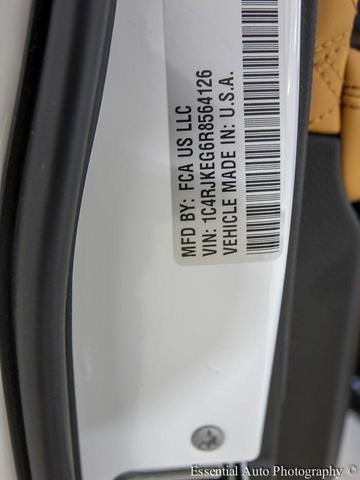 MFD BY: FCA US LLC
VIN: 1C4RJKEG6R8564126
VEHICLE MADE IN: U.S.A.
Essential Auto Photography ©